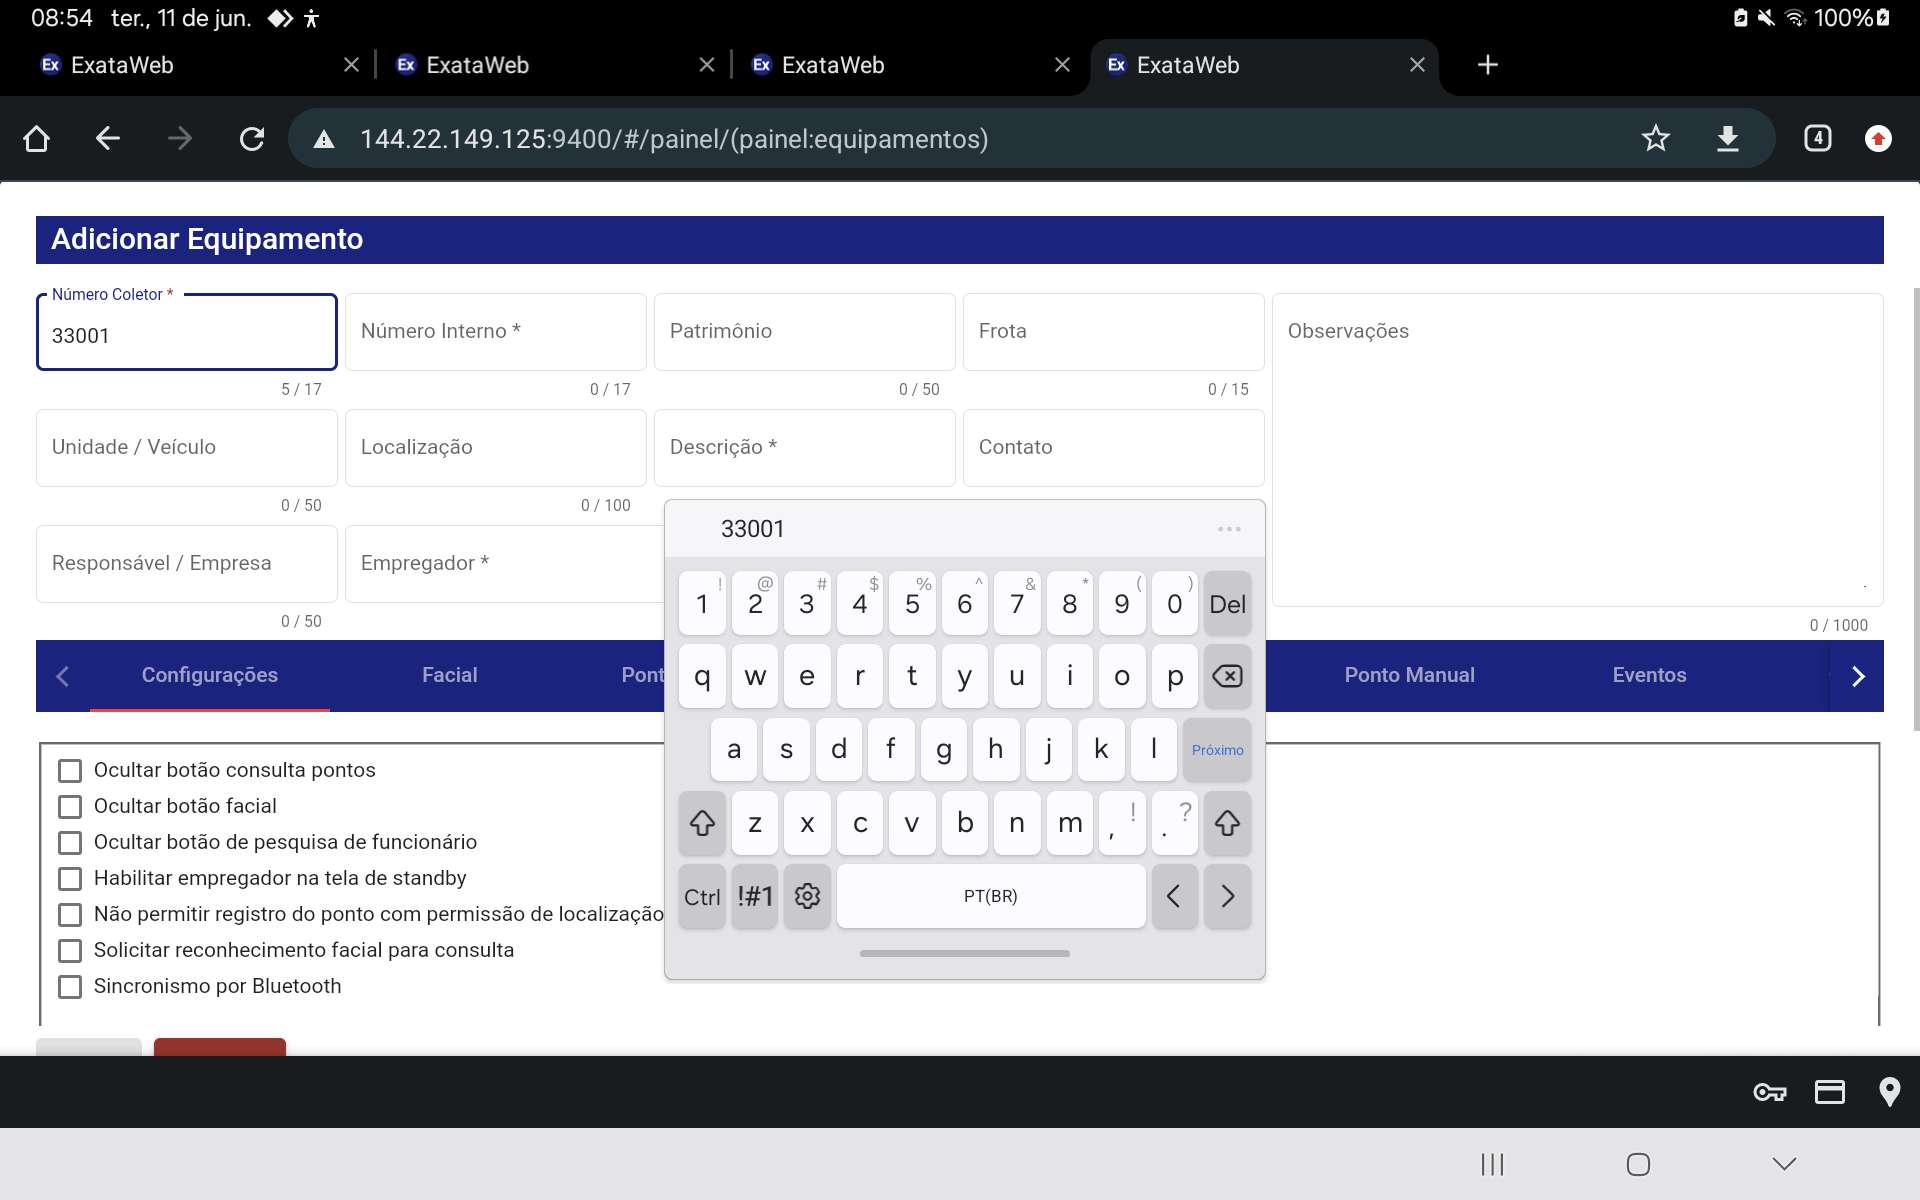 08:54 ter., 11 de jun. 100%
ExataWeb ExataWeb ExataWeb ExataWeb
144.22.149.125:9400/#/painel/(painel:equipamentos) 4
Adicionar Equipamento
Número Coletor *
33001
5 / 17
Número Interno *
0 / 17
Patrimônio
0 / 50
Frota
0 / 15
Observações
0 / 1000
Unidade / Veículo
0 / 50
Localização
0 / 100
Descrição *
Contato
Responsável / Empresa
0 / 50
Empregador *
Configurações Facial Pont Ponto Manual Eventos
Ocultar botão consulta pontos
Ocultar botão facial
Ocultar botão de pesquisa de funcionário
Habilitar empregador na tela de standby
Não permitir registro do ponto com permissão de localização
Solicitar reconhecimento facial para consulta
Sincronismo por Bluetooth
33001 ...
! @ # $ % ^ & * ( )
1 2 3 4 5 6 7 8 9 0 Del
q w e r t y u i o p
a s d f g h j k l Próximo
z x c v b n m , ! . ?
Ctrl !#1 PT(BR) < >